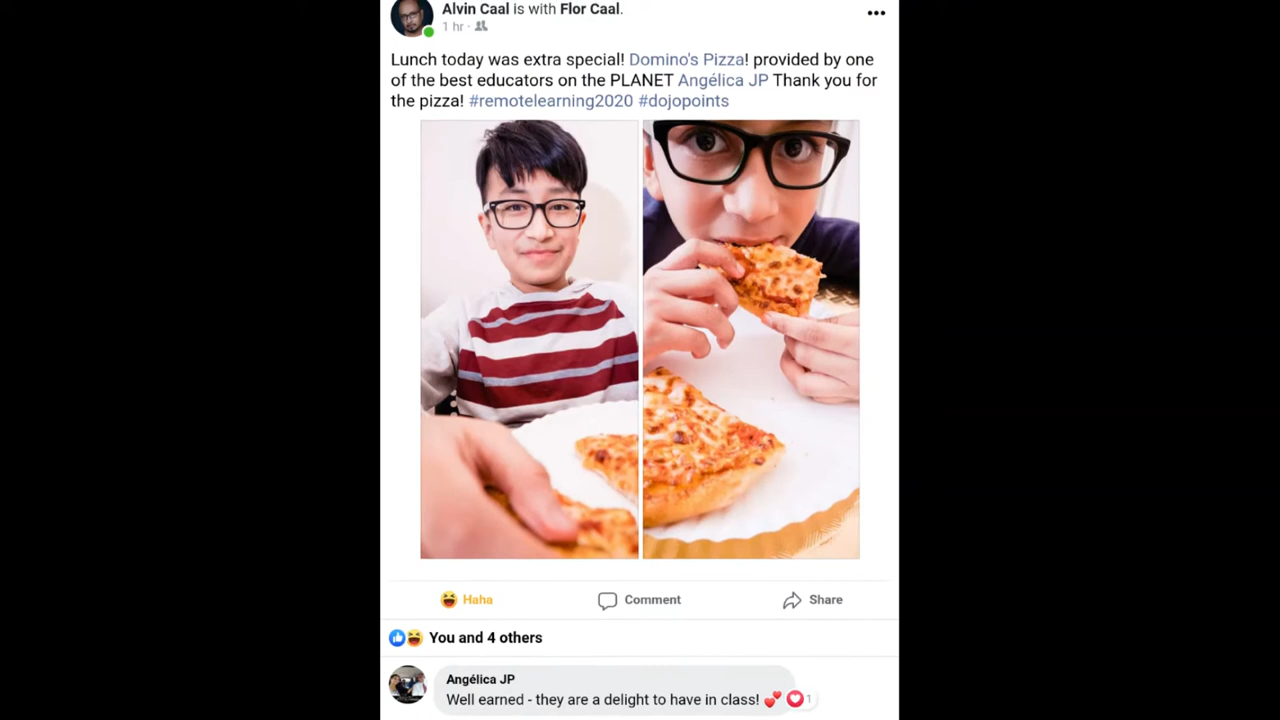 Alvin Caal is with Flor Caal.
1 hr ·
Lunch today was extra special! Domino's Pizza! provided by one
of the best educators on the PLANET Angélica JP Thank you for
the pizza! #remotelearning2020 #dojopoints
Haha
Comment
Share
You and 4 others
Angélica JP
Well earned - they are a delight to have in class! 💕 1